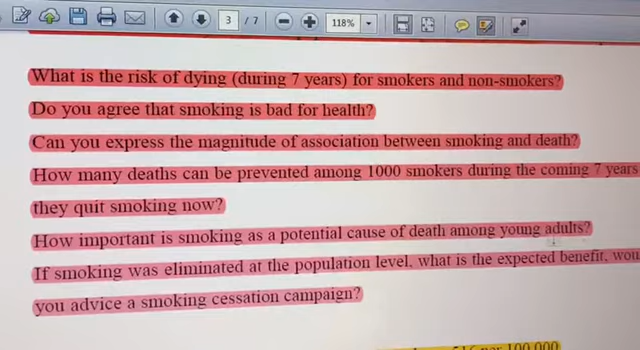 3 / 7
118%
What is the risk of dying (during 7 years) for smokers and non-smokers?
Do you agree that smoking is bad for health?
Can you express the magnitude of association between smoking and death?
How many deaths can be prevented among 1000 smokers during the coming 7 years
they quit smoking now?
How important is smoking as a potential cause of death among young adults?
If smoking was eliminated at the population level, what is the expected benefit, wou
you advice a smoking cessation campaign?
per 100,000